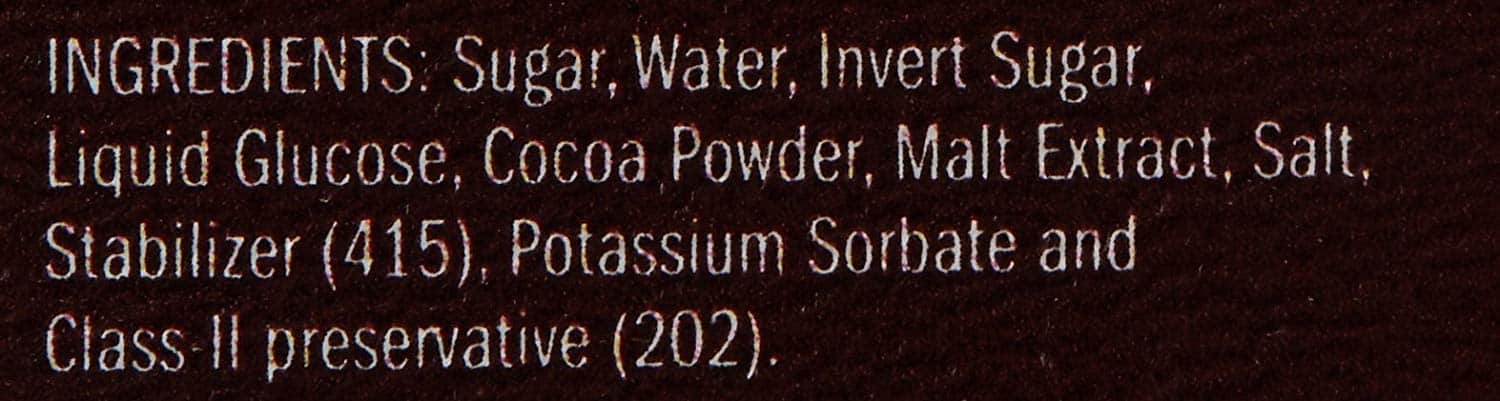 INGREDIENTS: Sugar, Water, Invert Sugar,
Liquid Glucose, Cocoa Powder, Malt Extract, Salt,
Stabilizer (415), Potassium Sorbate and
Class-II preservative (202).